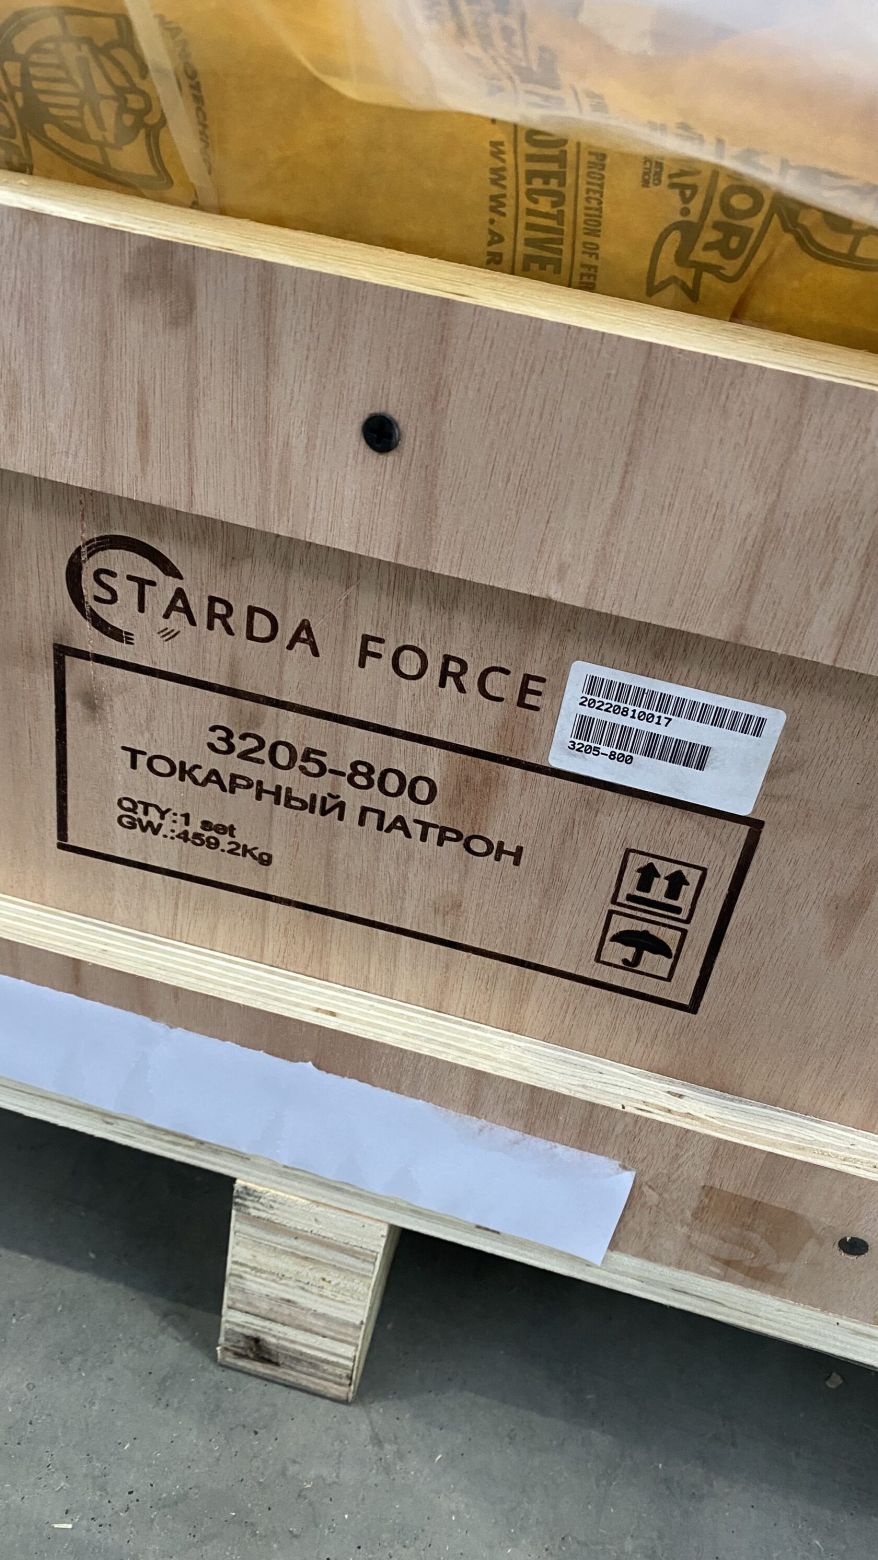 NANOTECHNO
WWW.AR
PROTECTIVE
PROTECTION OF FER
STARDA FORCE
20220810017
3205-800
3205-800
ТОКАРНЫЙ ПАТРОН
QTY:1 set
GW.:459.2Kg